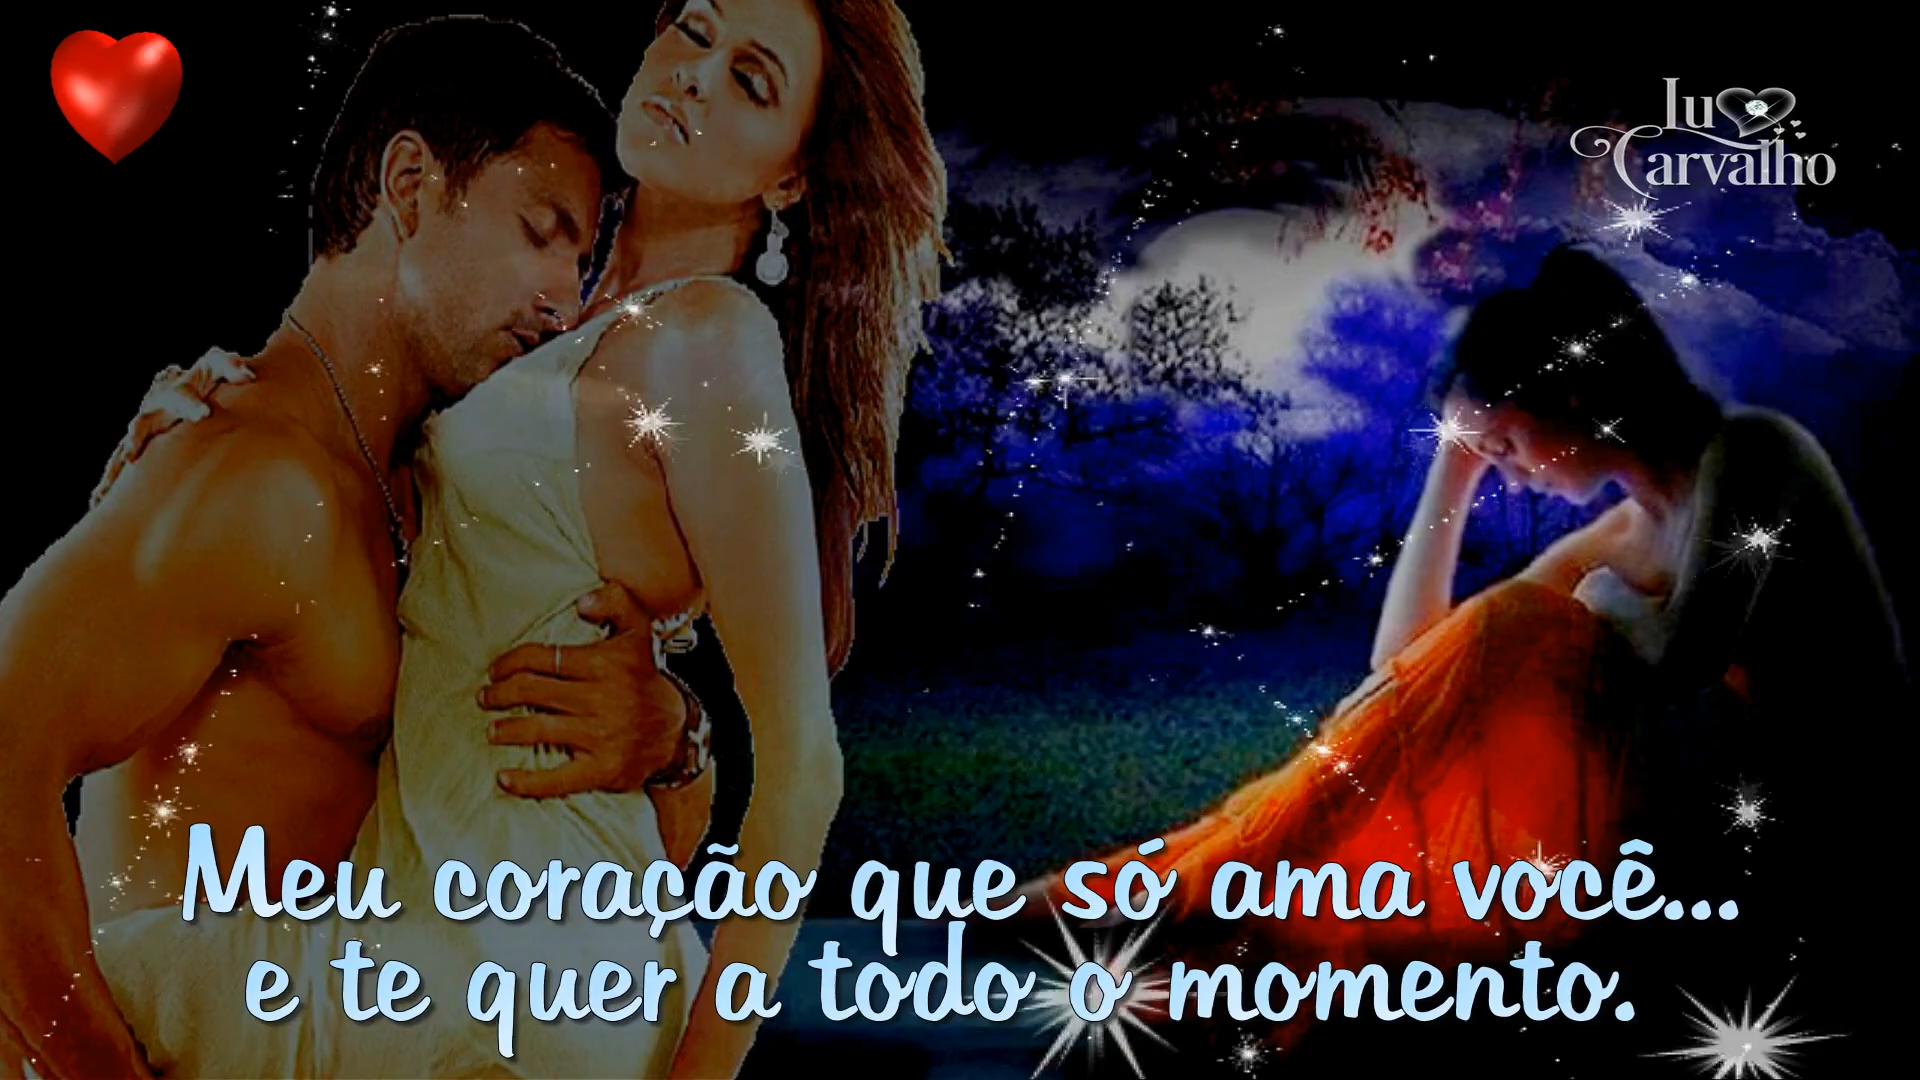 Lu
Carvalho
Meu coração que só ama você...
e te quer a todo o momento.